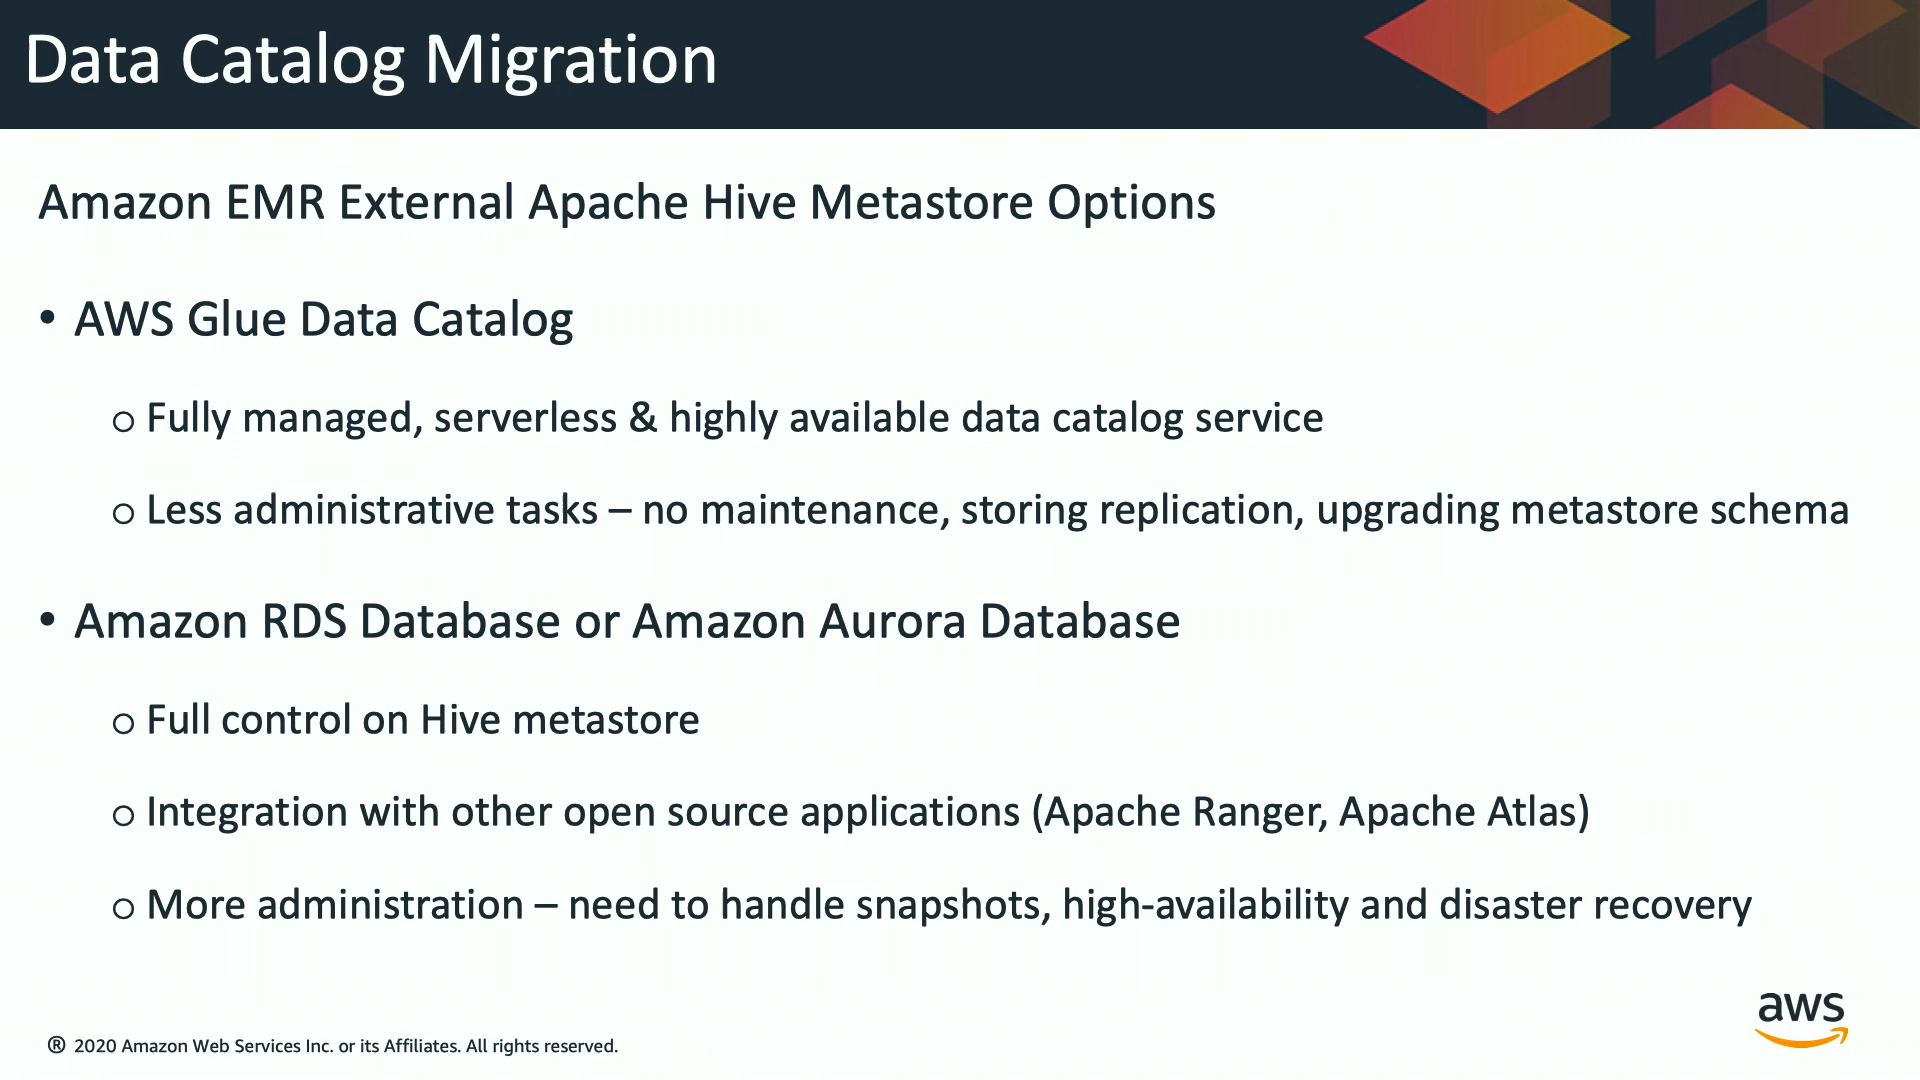 Data Catalog Migration
Amazon EMR External Apache Hive Metastore Options
• AWS Glue Data Catalog
o Fully managed, serverless & highly available data catalog service
o Less administrative tasks – no maintenance, storing replication, upgrading metastore schema
• Amazon RDS Database or Amazon Aurora Database
o Full control on Hive metastore
o Integration with other open source applications (Apache Ranger, Apache Atlas)
o More administration – need to handle snapshots, high-availability and disaster recovery
aws
® 2020 Amazon Web Services Inc. or its Affiliates. All rights reserved.